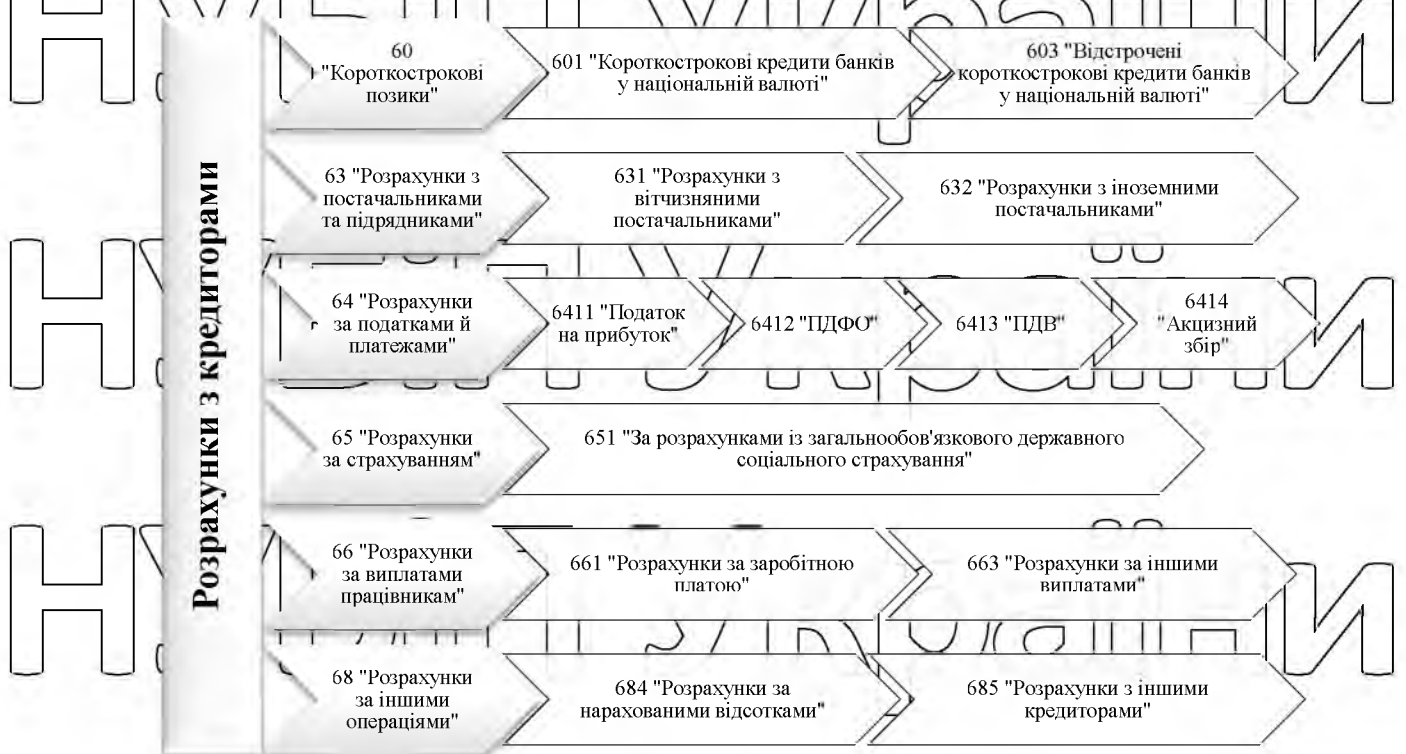 Розрахунки з кредиторами
60
"Короткострокові
позики"
601 "Короткострокові кредити банків
у національній валюті"
603 "Відстрочені
короткострокові кредити банків
у національній валюті"
63 "Розрахунки з
постачальниками
та підрядниками"
631 "Розрахунки з
вітчизняними
постачальниками"
632 "Розрахунки з іноземними
постачальниками"
64 "Розрахунки
за податками й
платежами"
6411 "Податок
на прибуток"
6412 "ПДФО"
6413 "ПДВ"
6414
"Акцизний
збір"
65 "Розрахунки
за страхуванням"
651 "За розрахунками із загальнообов'язкового державного
соціального страхування"
66 "Розрахунки
за виплатами
працівникам"
661 "Розрахунки за заробітною
платою"
663 "Розрахунки за іншими
виплатами"
68 "Розрахунки
за іншими
операціями"
684 "Розрахунки за
нарахованими відсотками"
685 "Розрахунки з іншими
кредиторами"